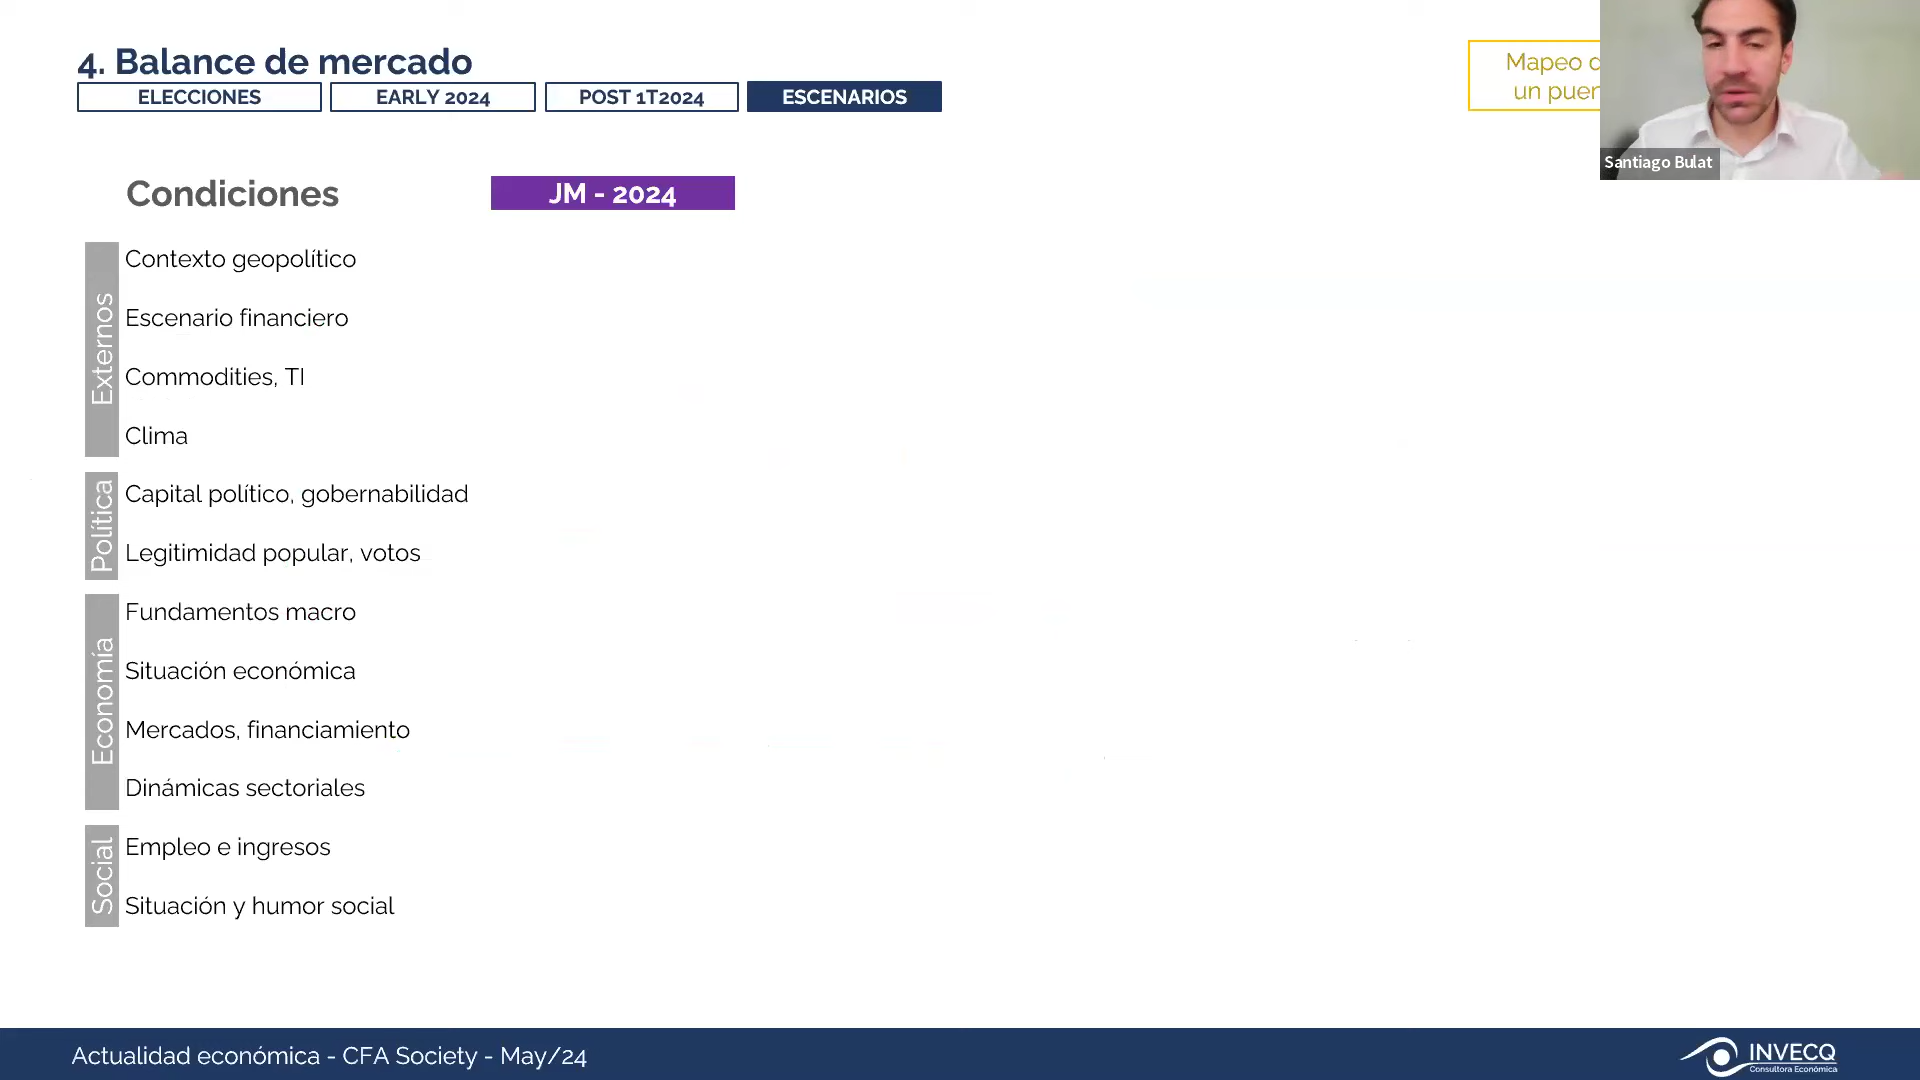 4. Balance de mercado
ELECCIONES
EARLY 2024
POST 1T2024
ESCENARIOS
Mapeo
un
Santiago Bulat
Condiciones
JM - 2024
Externos
Contexto geopolítico
Escenario financiero
Commodities, TI
Clima
Política
Capital político, gobernabilidad
Legitimidad popular, votos
Economía
Fundamentos macro
Situación económica
Mercados, financiamiento
Dinámicas sectoriales
Social
Empleo e ingresos
Situación y humor social
Actualidad económica - CFA Society - May/24
INVECQ
Consultora Económica